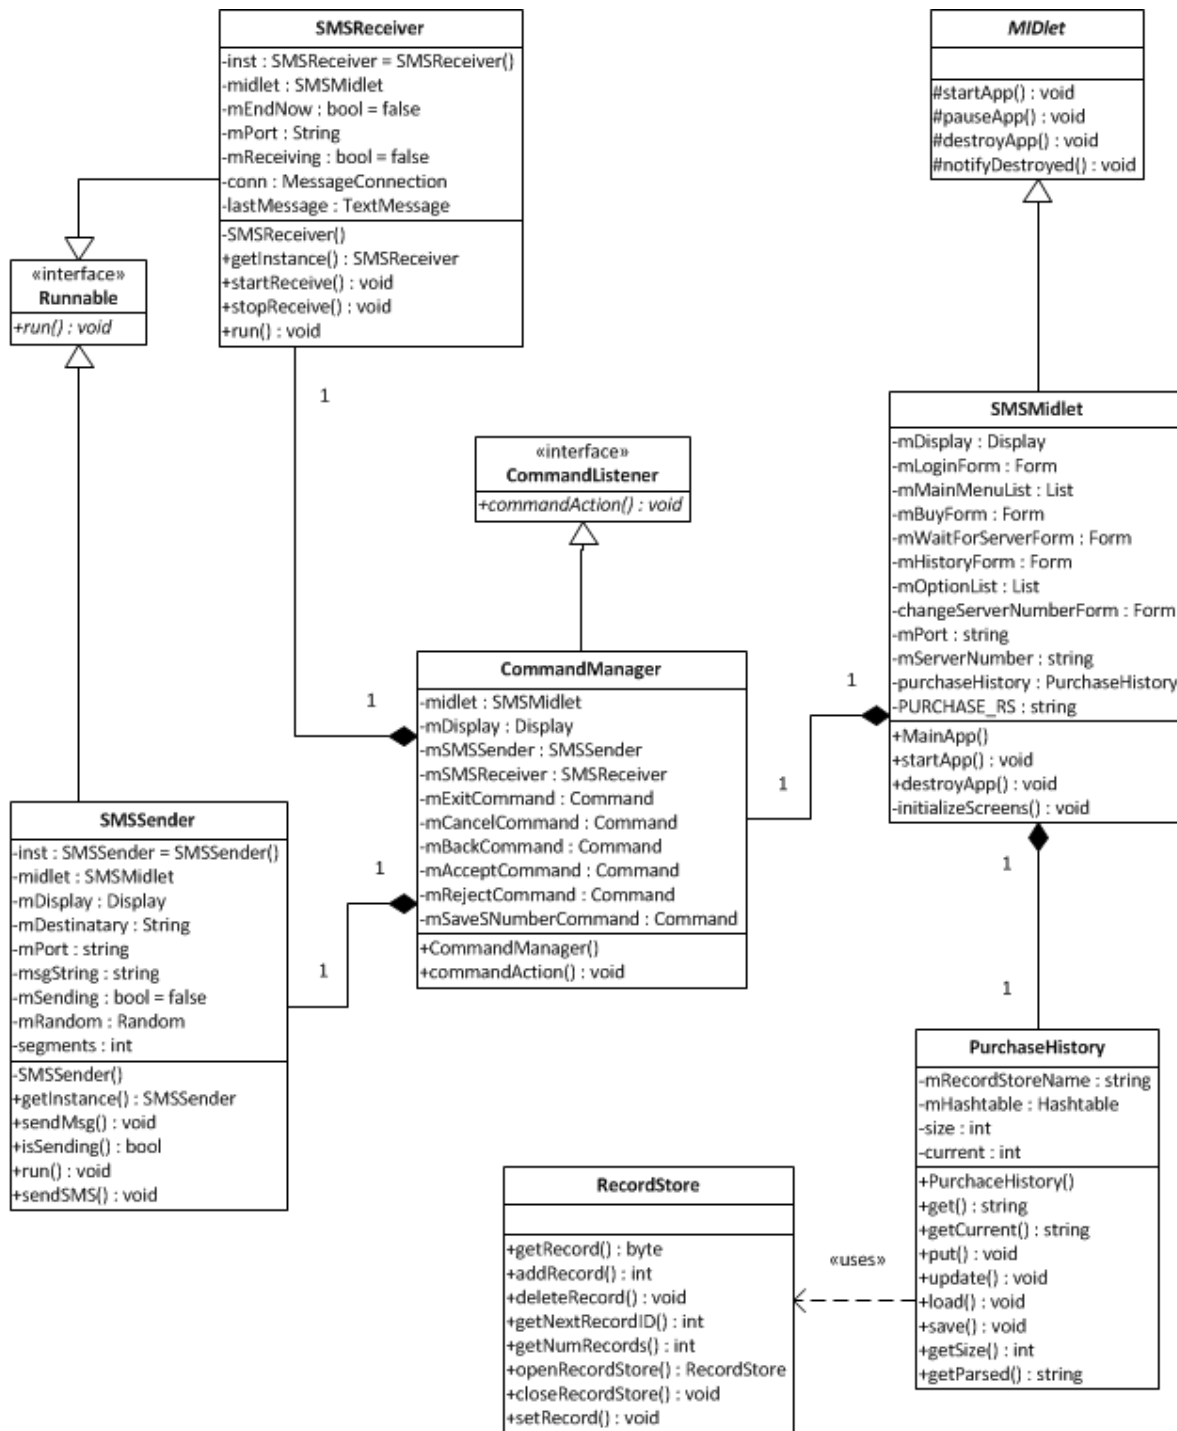 SMSReceiver
-inst : SMSReceiver = SMSReceiver()
-midlet : SMSMidlet
-mEndNow : bool = false
-mPort : String
-mReceiving : bool = false
-conn : MessageConnection
-lastMessage : TextMessage
-SMSReceiver()
+getInstance() : SMSReceiver
+startReceive() : void
+stopReceive() : void
+run() : void
MIDlet
#startApp() : void
#pauseApp() : void
#destroyApp() : void
#notifyDestroyed() : void
«interface»
Runnable
+run() : void
1
«interface»
CommandListener
+commandAction() : void
SMSMidlet
-mDisplay : Display
-mLoginForm : Form
-mMainMenuList : List
-mBuyForm : Form
-mWaitForServerForm : Form
-mHistoryForm : Form
-mOptionList : List
-changeServerNumberForm : Form
-mPort : string
-mServerNumber : string
-purchaseHistory : PurchaseHistory
-PURCHASE_RS : string
+MainApp()
+startApp() : void
+destroyApp() : void
-initializeScreens() : void
CommandManager
-midlet : SMSMidlet
-mDisplay : Display
-mSMSSender : SMSSender
-mSMSReceiver : SMSReceiver
-mExitCommand : Command
-mCancelCommand : Command
-mBackCommand : Command
-mAcceptCommand : Command
-mRejectCommand : Command
-mSaveSNumberCommand : Command
+CommandManager()
+commandAction() : void
1
1
1
1
1
1
1
SMSSender
-inst : SMSSender = SMSSender()
-midlet : SMSMidlet
-mDisplay : Display
-mDestinatary : String
-mPort : string
-msgString : string
-mSending : bool = false
-mRandom : Random
-segments : int
-SMSSender()
+getInstance() : SMSSender
+sendMsg() : void
+isSending() : bool
+run() : void
+sendSMS() : void
PurchaseHistory
-mRecordStoreName : string
-mHashtable : Hashtable
-size : int
-current : int
+PurchaceHistory()
+get() : string
+getCurrent() : string
+put() : void
+update() : void
+load() : void
+save() : void
+getSize() : int
+getParsed() : string
«uses»
RecordStore
+getRecord() : byte
+addRecord() : int
+deleteRecord() : void
+getNextRecordID() : int
+getNumRecords() : int
+openRecordStore() : RecordStore
+closeRecordStore() : void
+setRecord() : void